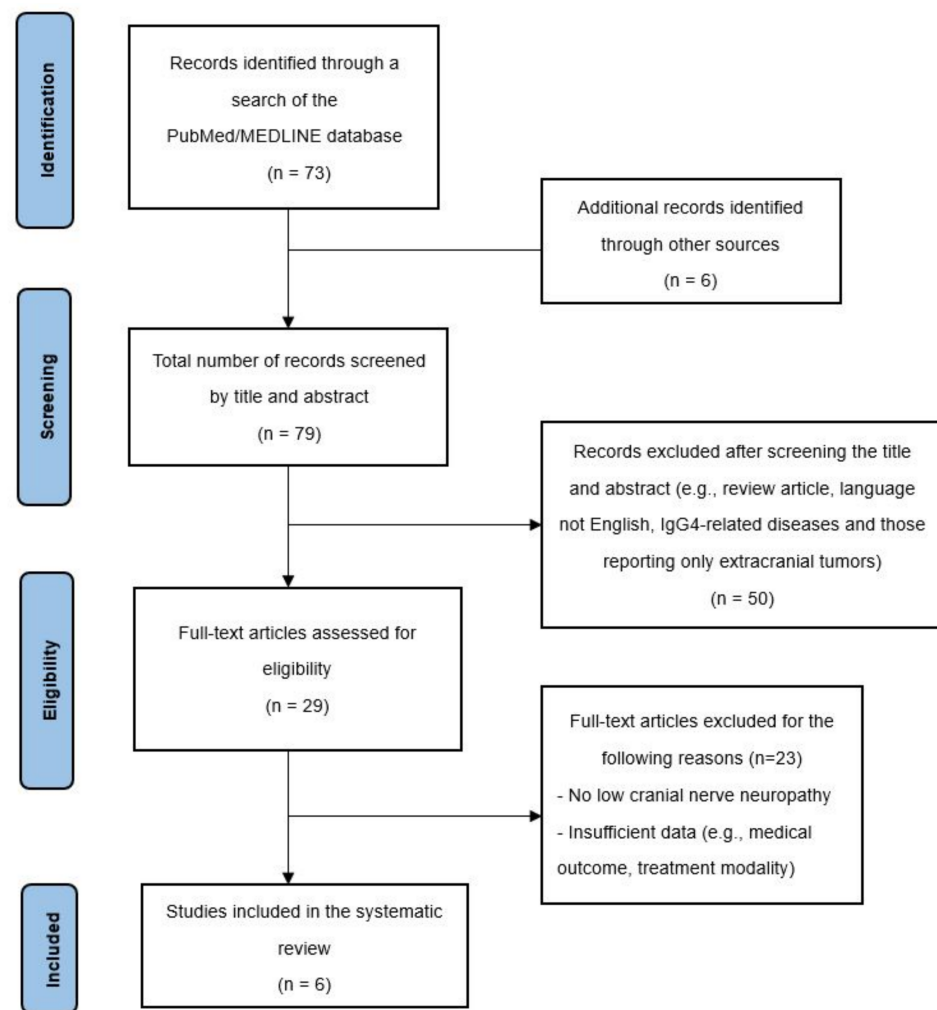 Identification
Records identified through a
search of the
PubMed/MEDLINE database
(n = 73)
Additional records identified
through other sources
(n = 6)
Screening
Total number of records screened
by title and abstract
(n = 79)
Records excluded after screening the title
and abstract (e.g., review article, language
not English, IgG4-related diseases and those
reporting only extracranial tumors)
(n = 50)
Eligibility
Full-text articles assessed for
eligibility
(n = 29)
Full-text articles excluded for the
following reasons (n=23)
- No low cranial nerve neuropathy
- Insufficient data (e.g., medical
outcome, treatment modality)
Included
Studies included in the systematic
review
(n = 6)